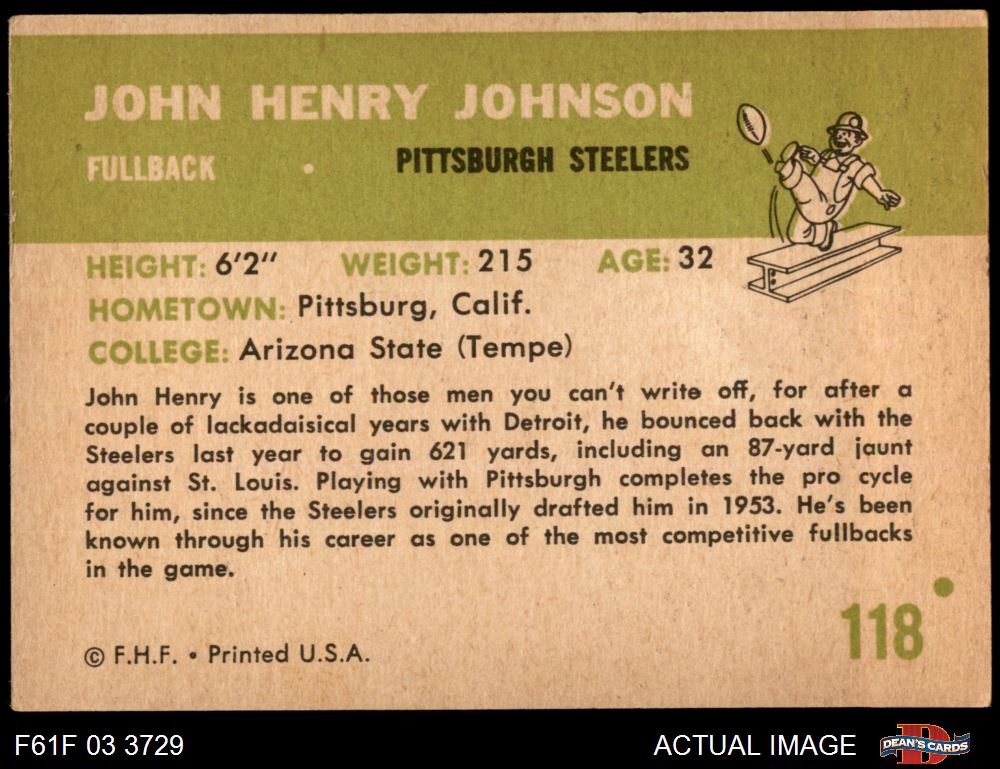 JOHN HENRY JOHNSON
FULLBACK • PITTSBURGH STEELERS
HEIGHT: 6'2" WEIGHT: 215 AGE: 32
HOMETOWN: Pittsburg, Calif.
COLLEGE: Arizona State (Tempe)
John Henry is one of those men you can't write off, for after a
couple of lackadaisical years with Detroit, he bounced back with the
Steelers last year to gain 621 yards, including an 87-yard jaunt
against St. Louis. Playing with Pittsburgh completes the pro cycle
for him, since the Steelers originally drafted him in 1953. He's been
known through his career as one of the most competitive fullbacks
in the game.
118
© F.H.F. • Printed U.S.A.
F61F 03 3729
ACTUAL IMAGE
D
DEAN'S CARDS